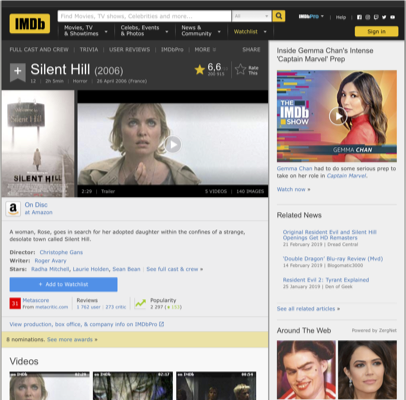 IMDb
Find Movies, TV shows, Celebrities and more...
All
Movies, TV
& Showtimes
Celebs, Events
& Photos
News &
Community
Watchlist
IMDbPro
Help
Sign in
FULL CAST AND CREW | TRIVIA | USER REVIEWS | IMDbPro | MORE
SHARE
Silent Hill (2006)
12 | 2h 5min | Horror | 26 April 2006 (France)
6,6
Rate
This
SILENT HILL
2:29 | Trailer
5 VIDEOS | 140 IMAGES
On Disc
at Amazon
A woman, Rose, goes in search for her adopted daughter within the confines of a strange,
desolate town called Silent Hill.
Director: Christophe Gans
Writer: Roger Avary
Stars: Radha Mitchell, Laurie Holden, Sean Bean | See full cast & crew »
+ Add to Watchlist
31
Metascore
From metacritic.com
Reviews
1 762 user | 273 critic
Popularity
2 297
View production, box office, & company info on IMDbPro
8 nominations. See more awards »
Videos
Inside Gemma Chan's Intense
'Captain Marvel' Prep
THE
IMDb
SHOW
GEMMA CHAN
Gemma Chan had to do some serious prep to
take on her role in Captain Marvel.
Watch now »
Related News
Original Resident Evil and Silent Hill
Openings Get HD Remasters
21 February 2019 | Dread Central
'Double Dragon' Blu-ray Review (Mvd)
14 February 2019 | Blogomatic3000
Resident Evil 2: Tyrant Explained
25 January 2019 | Den of Geek
See all related articles »
Around The Web
Powered by ZergNet